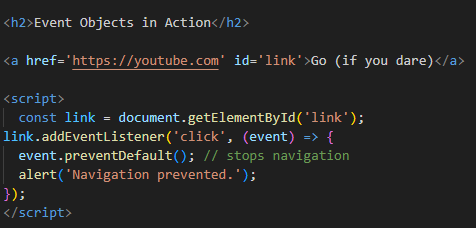 <h2>Event Objects in Action</h2>
<a href='https://youtube.com' id='link'>Go (if you dare)</a>
<script>
const link = document.getElementById('link');
link.addEventListener('click', (event) => {
event.preventDefault(); // stops navigation
alert('Navigation prevented.');
});
</script>